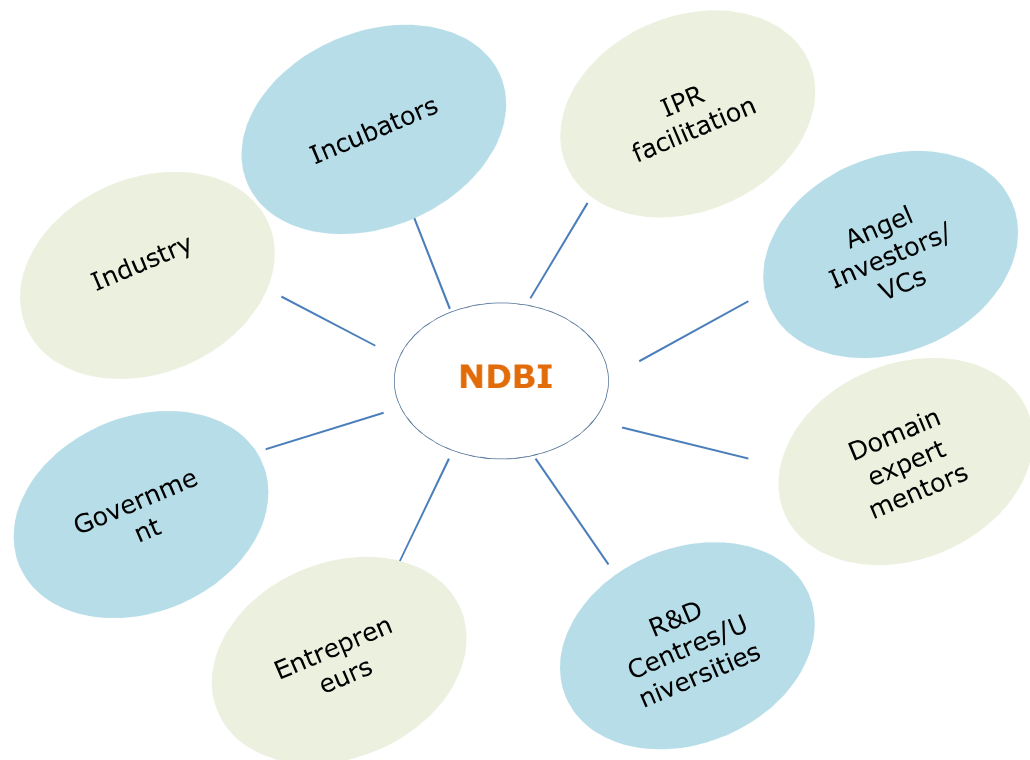 Incubators
IPR
facilitation
Industry
Angel
Investors/
VCs
NDBI
Domain
expert
mentors
Governme
nt
Entrepren
eurs
R&D
Centres/U
niversities